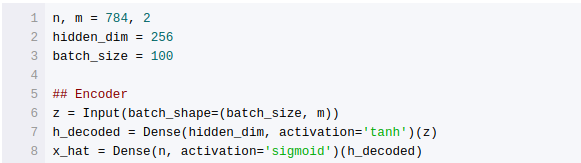 1 n, m = 784, 2
2 hidden_dim = 256
3 batch_size = 100
4
5 ## Encoder
6 z = Input(batch_shape=(batch_size, m))
7 h_decoded = Dense(hidden_dim, activation='tanh')(z)
8 x_hat = Dense(n, activation='sigmoid')(h_decoded)